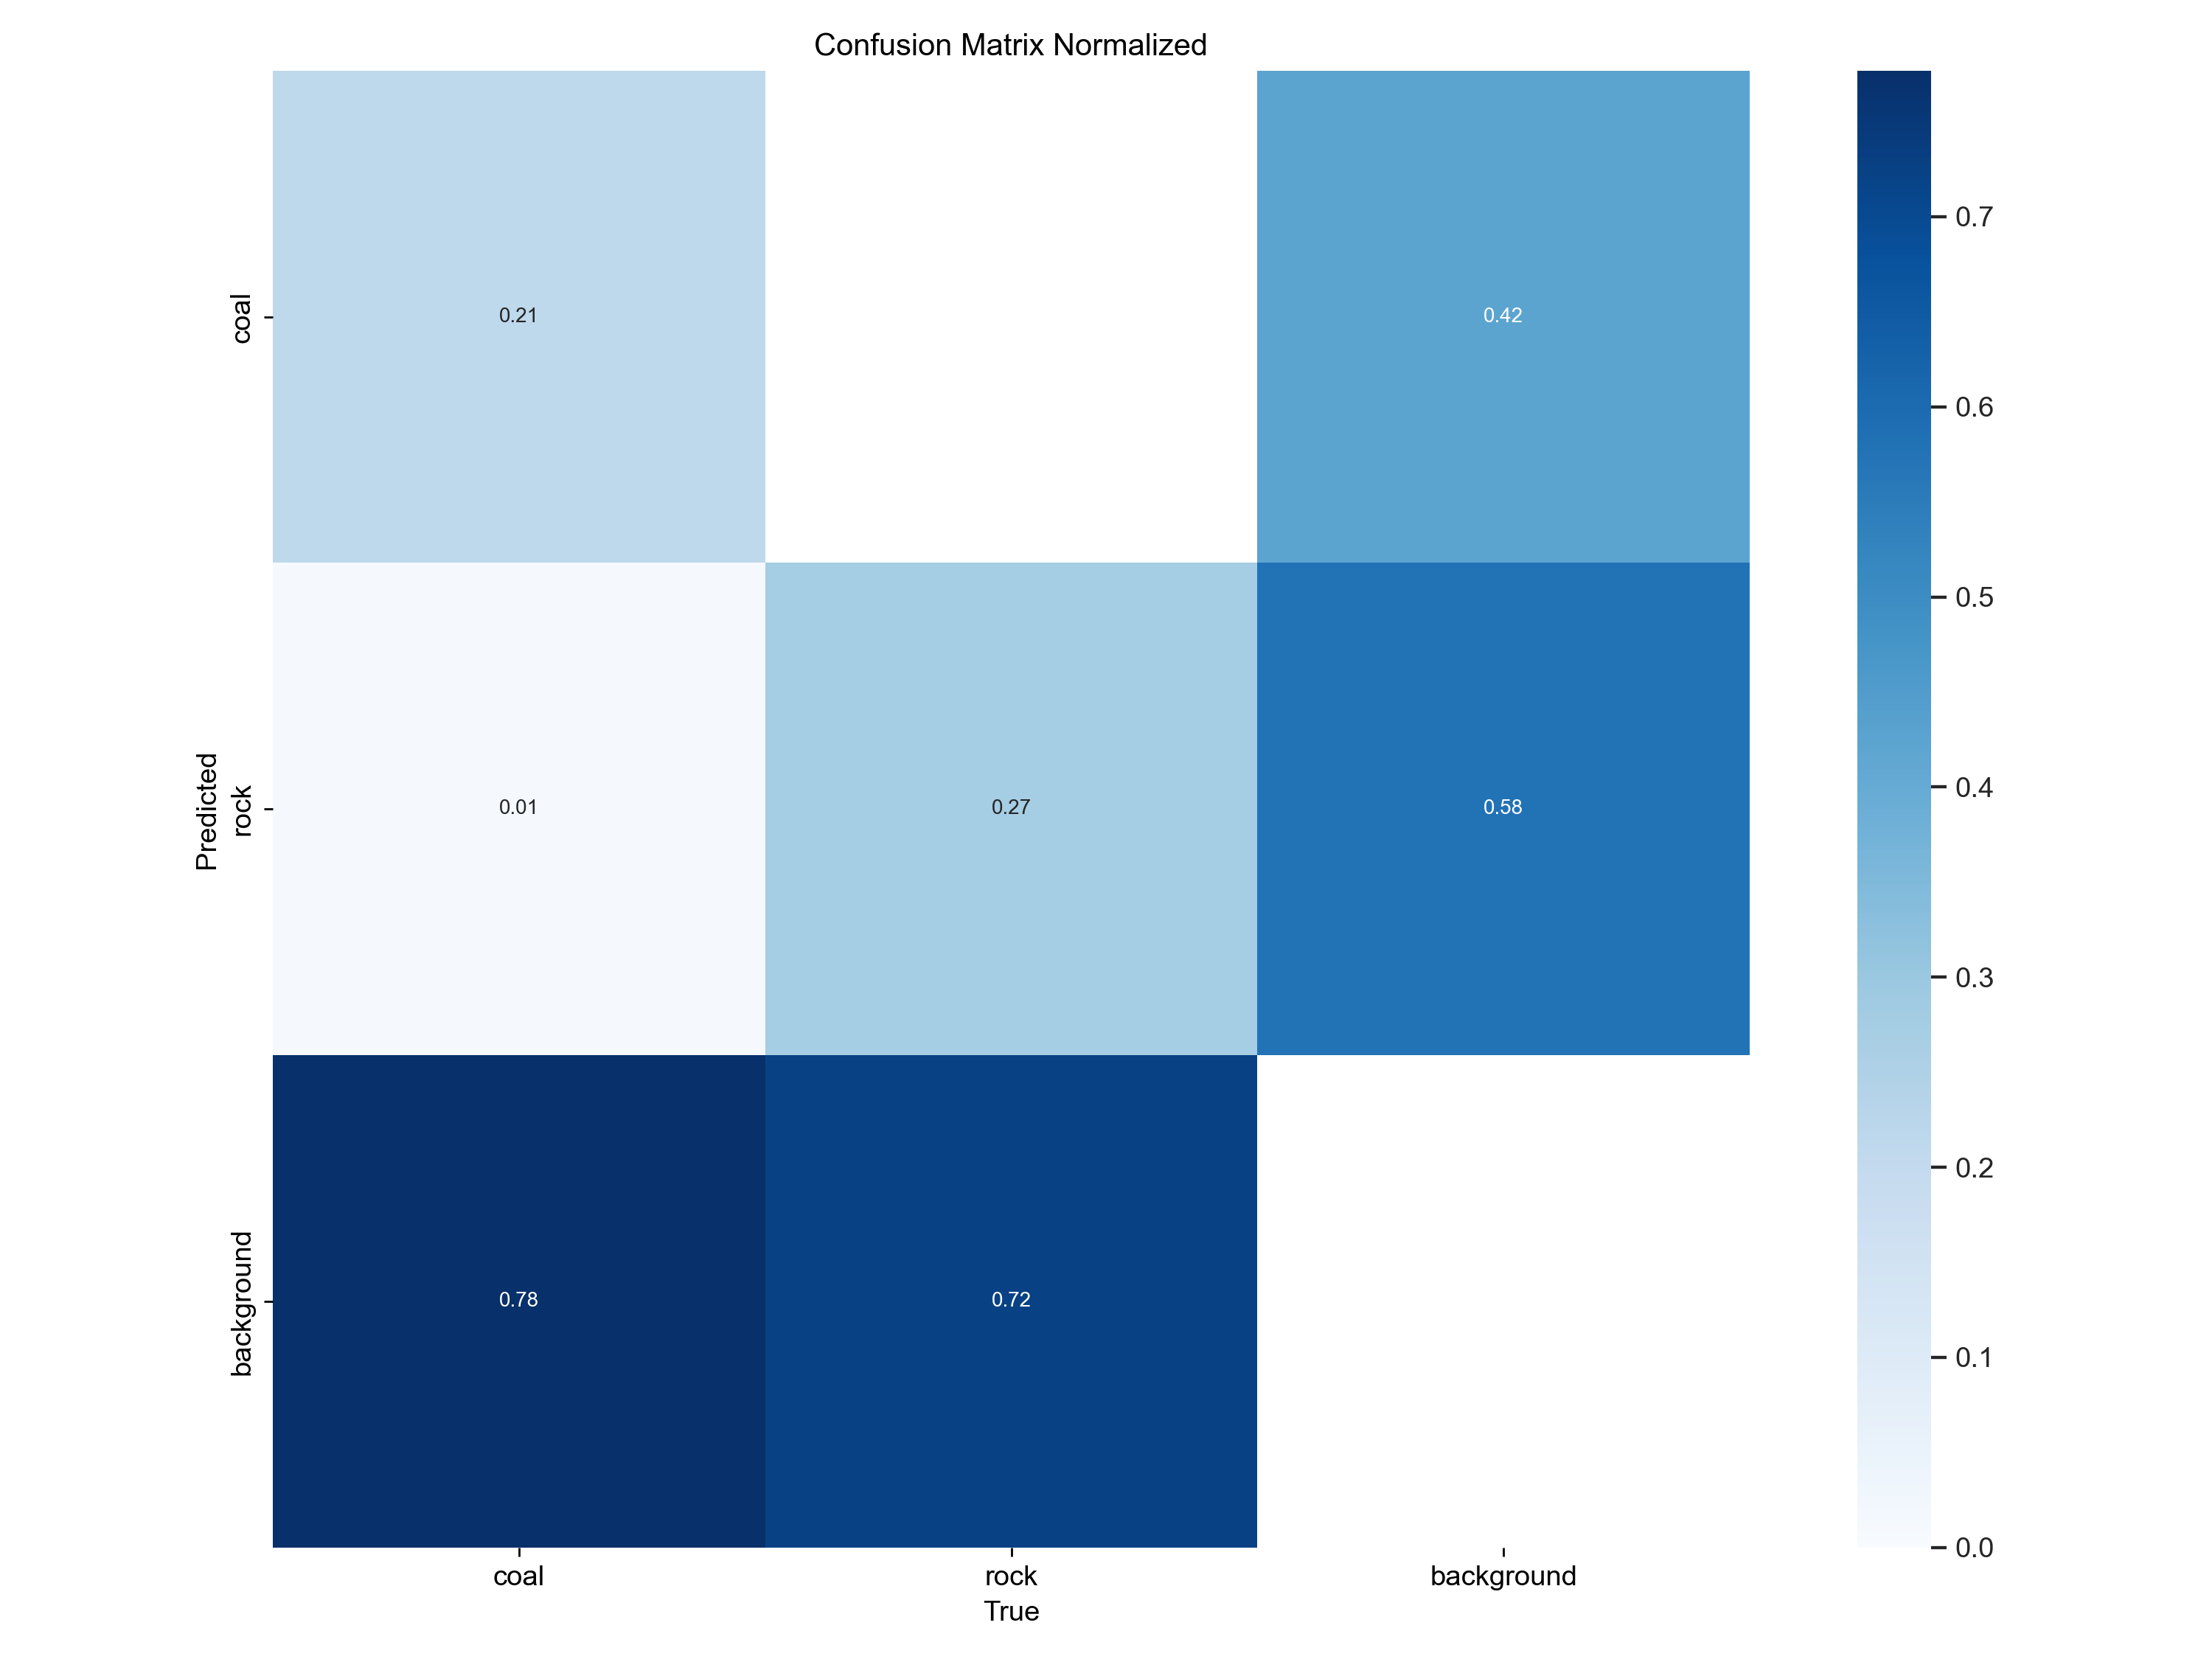 Confusion Matrix Normalized
Predicted
coal
0.21
0.42
rock
0.01
0.27
0.58
background
0.78
0.72
coal
rock
background
True
0.7
0.6
0.5
0.4
0.3
0.2
0.1
0.0